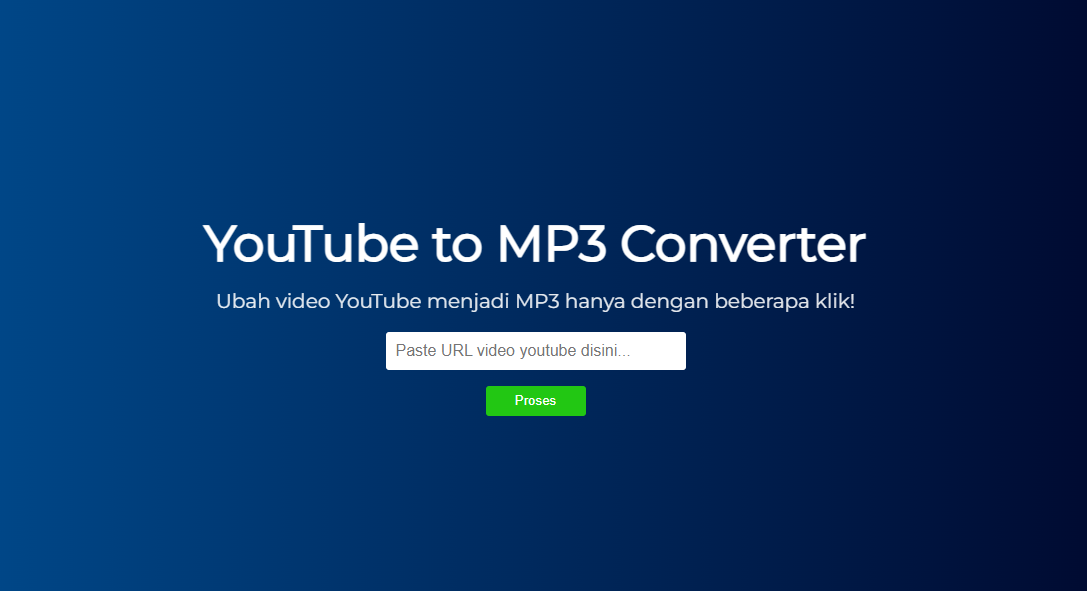 YouTube to MP3 Converter
Ubah video YouTube menjadi MP3 hanya dengan beberapa klik!
Paste URL video youtube disini...
Proses